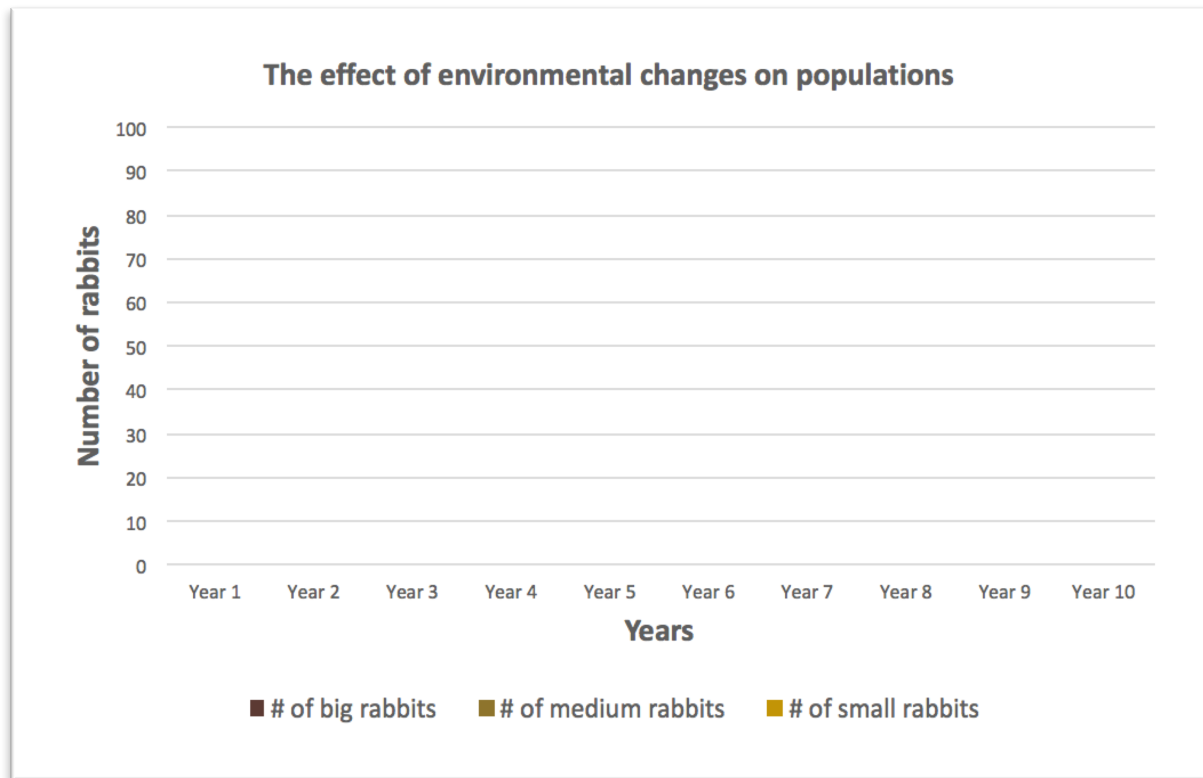 The effect of environmental changes on populations
100
90
80
70
60
50
40
30
20
10
0
Number of rabbits
Year 1 Year 2 Year 3 Year 4 Year 5 Year 6 Year 7 Year 8 Year 9 Year 10
Years
# of big rabbits # of medium rabbits # of small rabbits